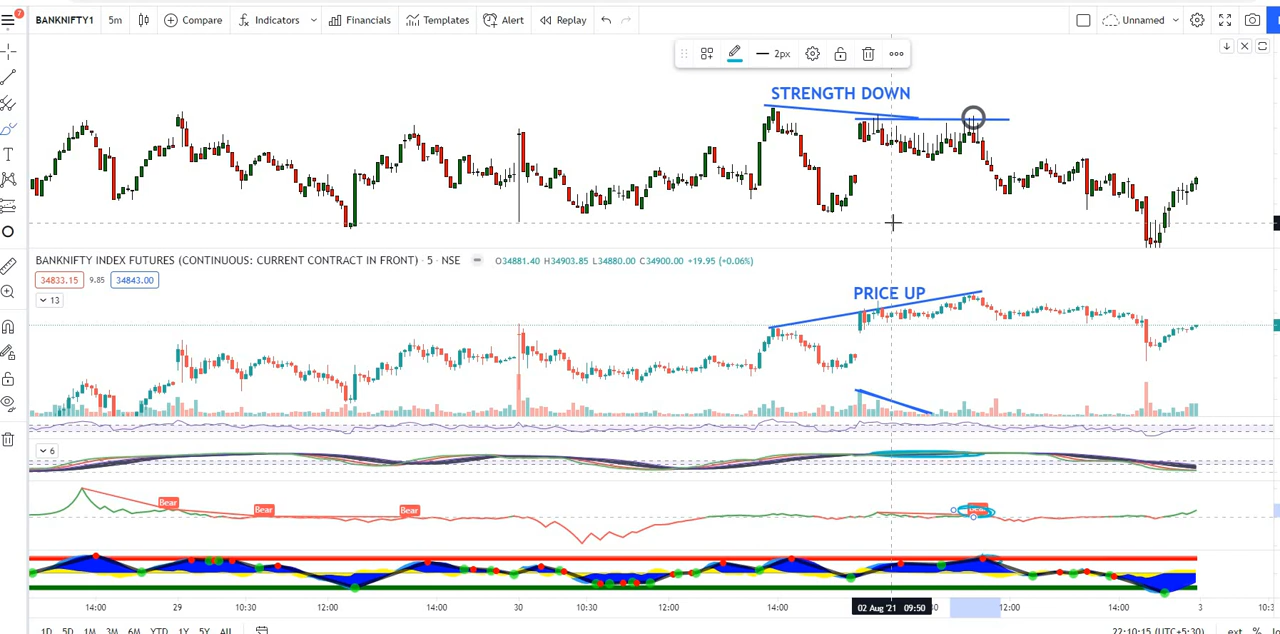 7
BANKNIFTY1 5m Compare Indicators Financials Templates Alert Replay Unnamed
2px
STRENGTH DOWN
BANKNIFTY INDEX FUTURES (CONTINUOUS: CURRENT CONTRACT IN FRONT) · 5 · NSE O34881.40 H34903.85 L34880.00 C34900.00 +19.95 (+0.06%)
34833.15 9.85 34843.00
13
PRICE UP
6
Bear
Bear
Bear
14:00 29 10:30 12:00 14:00 30 10:30 12:00 14:00 02 Aug '21 09:50 12:00 14:00 3 10:3
1D 5D 1M 3M 6M YTD 1Y 5Y All 22:10:15 (UTC+5:30) ext %